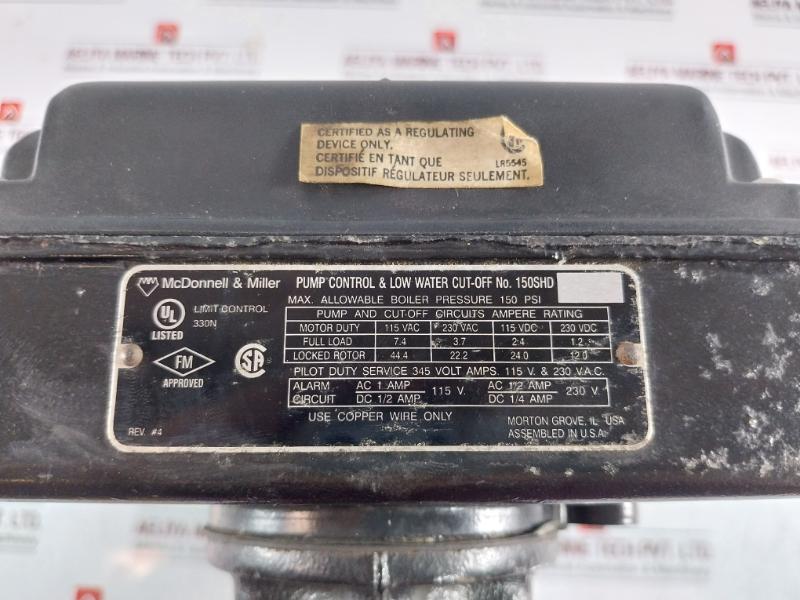 CERTIFIED AS A REGULATING
DEVICE ONLY.
CERTIFIÉ EN TANT QUE
DISPOSITIF RÉGULATEUR SEULEMENT.
LR5545
McDonnell & Miller
PUMP CONTROL & LOW WATER CUT-OFF No. 150SHD
MAX. ALLOWABLE BOILER PRESSURE 150 PSI
UL
LISTED
LIMIT CONTROL
330N
FM
APPROVED
SA
PUMP AND CUT-OFF CIRCUITS AMPERE RATING
MOTOR DUTY 115 VAC 230 VAC 115 VDC 230 VDC
FULL LOAD 7.4 3.7 2.4 1.2
LOCKED ROTOR 44.4 22.2 24.0 12.0
PILOT DUTY SERVICE 345 VOLT AMPS. 115 V. & 230 V.A.C.
ALARM CIRCUIT AC 1 AMP DC 1/2 AMP 115 V. AC 1/2 AMP DC 1/4 AMP 230 V.
USE COPPER WIRE ONLY
MORTON GROVE, IL USA
ASSEMBLED IN U.S.A.
REV. #4